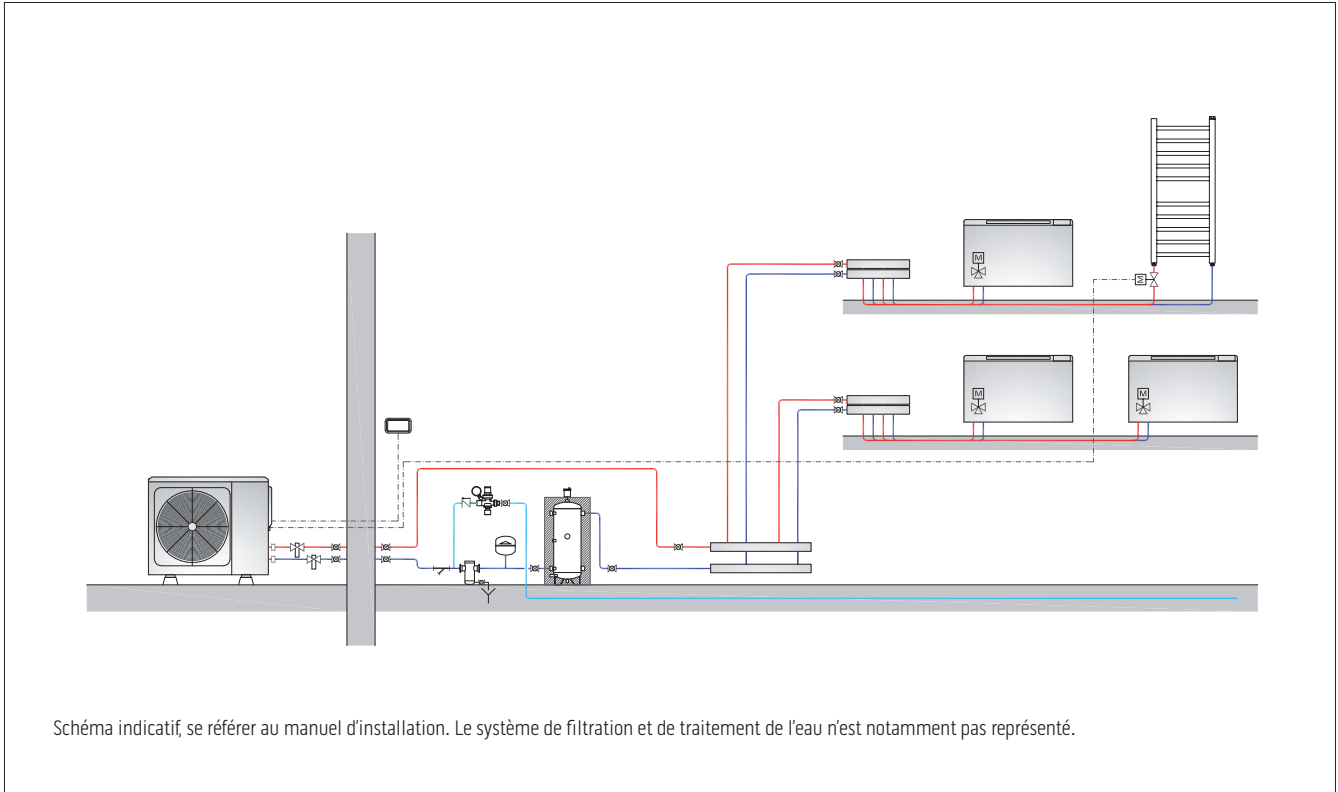 M
M
M
M
Schéma indicatif, se référer au manuel d'installation. Le système de filtration et de traitement de l'eau n'est notamment pas représenté.